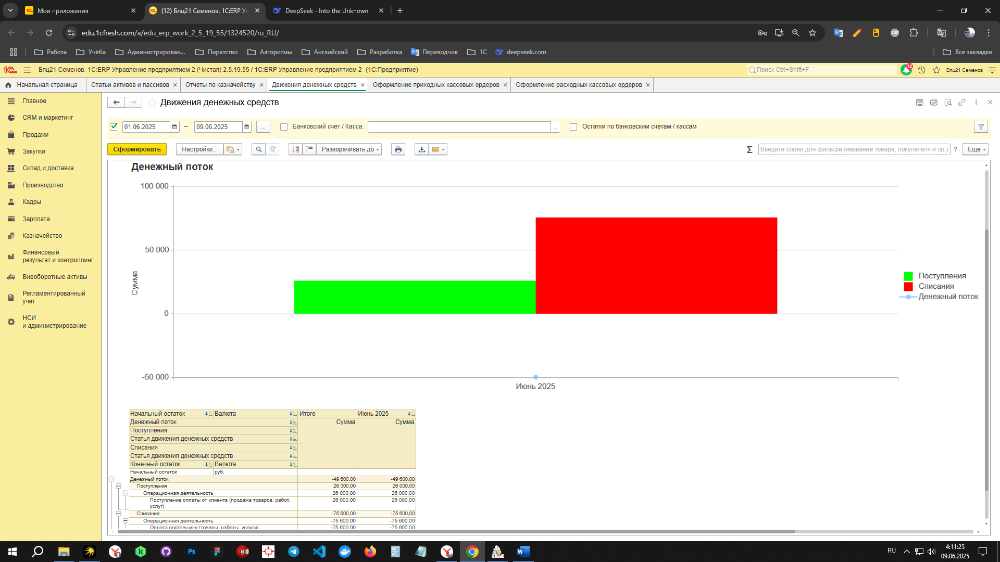 Мои приложения
(12) Бпц21 Семенов. 1С:ERP Уп
DeepSeek - Into the Unknown
edu.1cfresh.com/a/edu_erp_work_2_5_19_55/1324520/ru_RU/
Работа
Учёба
Администрирован...
Пиратство
Алгоритмы
Английский
Разработка
Переводчик
1С
deepseek.com
Все закладки
Бпц21 Семенов. 1С:ERP Управление предприятием 2 (Чистая) 2.5.19.55 / 1С:ERP Управление предприятием 2 (1С:Предприятие)
Поиск Ctrl+Shift+F
12
Бпц21 Семенов
Начальная страница
Статьи активов и пассивов
Отчеты по казначейству
Движения денежных средств
Оформление приходных кассовых ордеров
Оформление расходных кассовых ордеров
Главное
CRM и маркетинг
Продажи
Закупки
Склад и доставка
Производство
Кадры
Зарплата
Казначейство
Финансовый
результат и контроллинг
Внеоборотные активы
Регламентированный
учет
НСИ
и администрирование
Движения денежных средств
01.06.2025 – 09.06.2025 ...
Банковский счет / Касса:
...
Остатки по банковским счетам / кассам
Сформировать
Настройки...
Разворачивать до
Σ
Введите слово для фильтра (название товара, покупателя и пр.)
?
Еще
Денежный поток
100 000
50 000
0
-50 000
Сумма
Июнь 2025
Поступления
Списания
Денежный поток
Начальный остаток Валюта Итого Июнь 2025
Денежный поток Сумма Сумма
Поступления
Статья движения денежных средств
Списания
Статья движения денежных средств
Конечный остаток Валюта
Начальный остаток руб.
Денежный поток -49 600,00 -49 600,00
Поступления 26 000,00 26 000,00
Операционная деятельность 26 000,00 26 000,00
Поступление оплаты от клиента (продажа товаров, работ, 26 000,00 26 000,00
услуг)
Списания -75 600,00 -75 600,00
Операционная деятельность -75 600,00 -75 600,00
Оплата поставщику (товары, работы, услуги) -75 600,00 -75 600,00
RU
4:11:25
09.06.2025